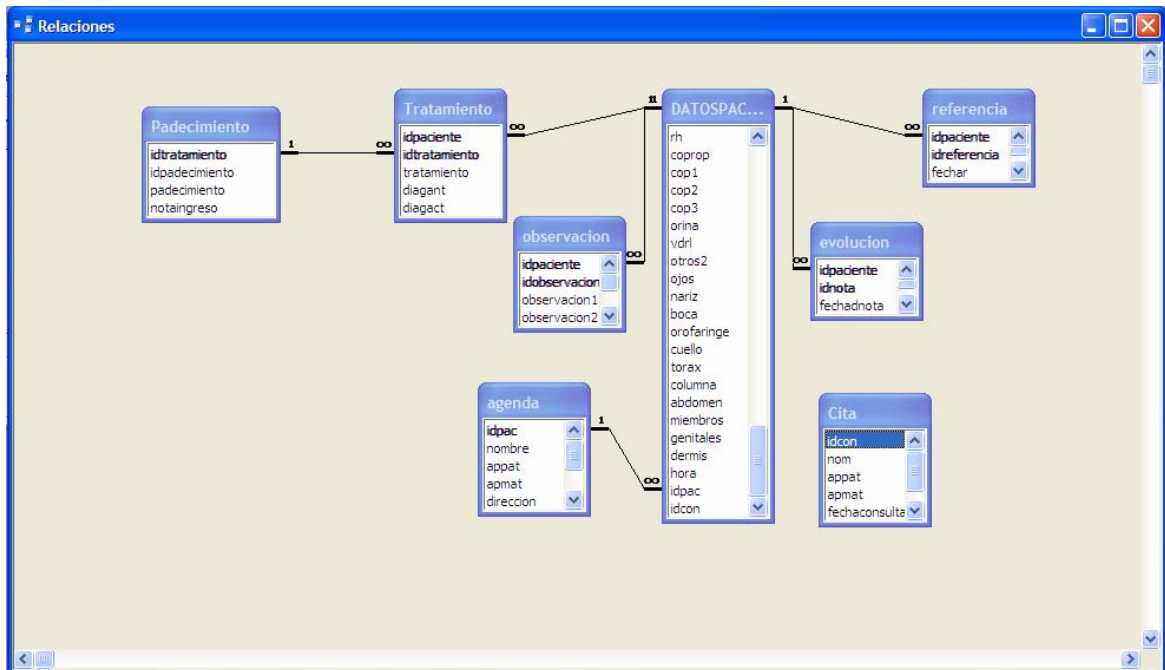 Relaciones
Padecimiento
idtratamiento
idpadecimiento
padecimiento
notaingreso
1
∞
Tratamiento
idpaciente
idtratamiento
tratamiento
diagant
diagact
∞
11
observacion
idpaciente
idobservacion
observacion1
observacion2
∞
DATOSPAC...
rh
coprop
cop1
cop2
cop3
orina
vdrl
otros2
ojos
nariz
boca
orofaringe
cuello
torax
columna
abdomen
miembros
genitales
dermis
hora
idpac
idcon
1
∞
referencia
idpaciente
idreferencia
fechar
∞
evolucion
idpaciente
idnota
fechadnota
agenda
idpac
nombre
appat
apmat
direccion
1
∞
Cita
idcon
nom
appat
apmat
fechaconsulta